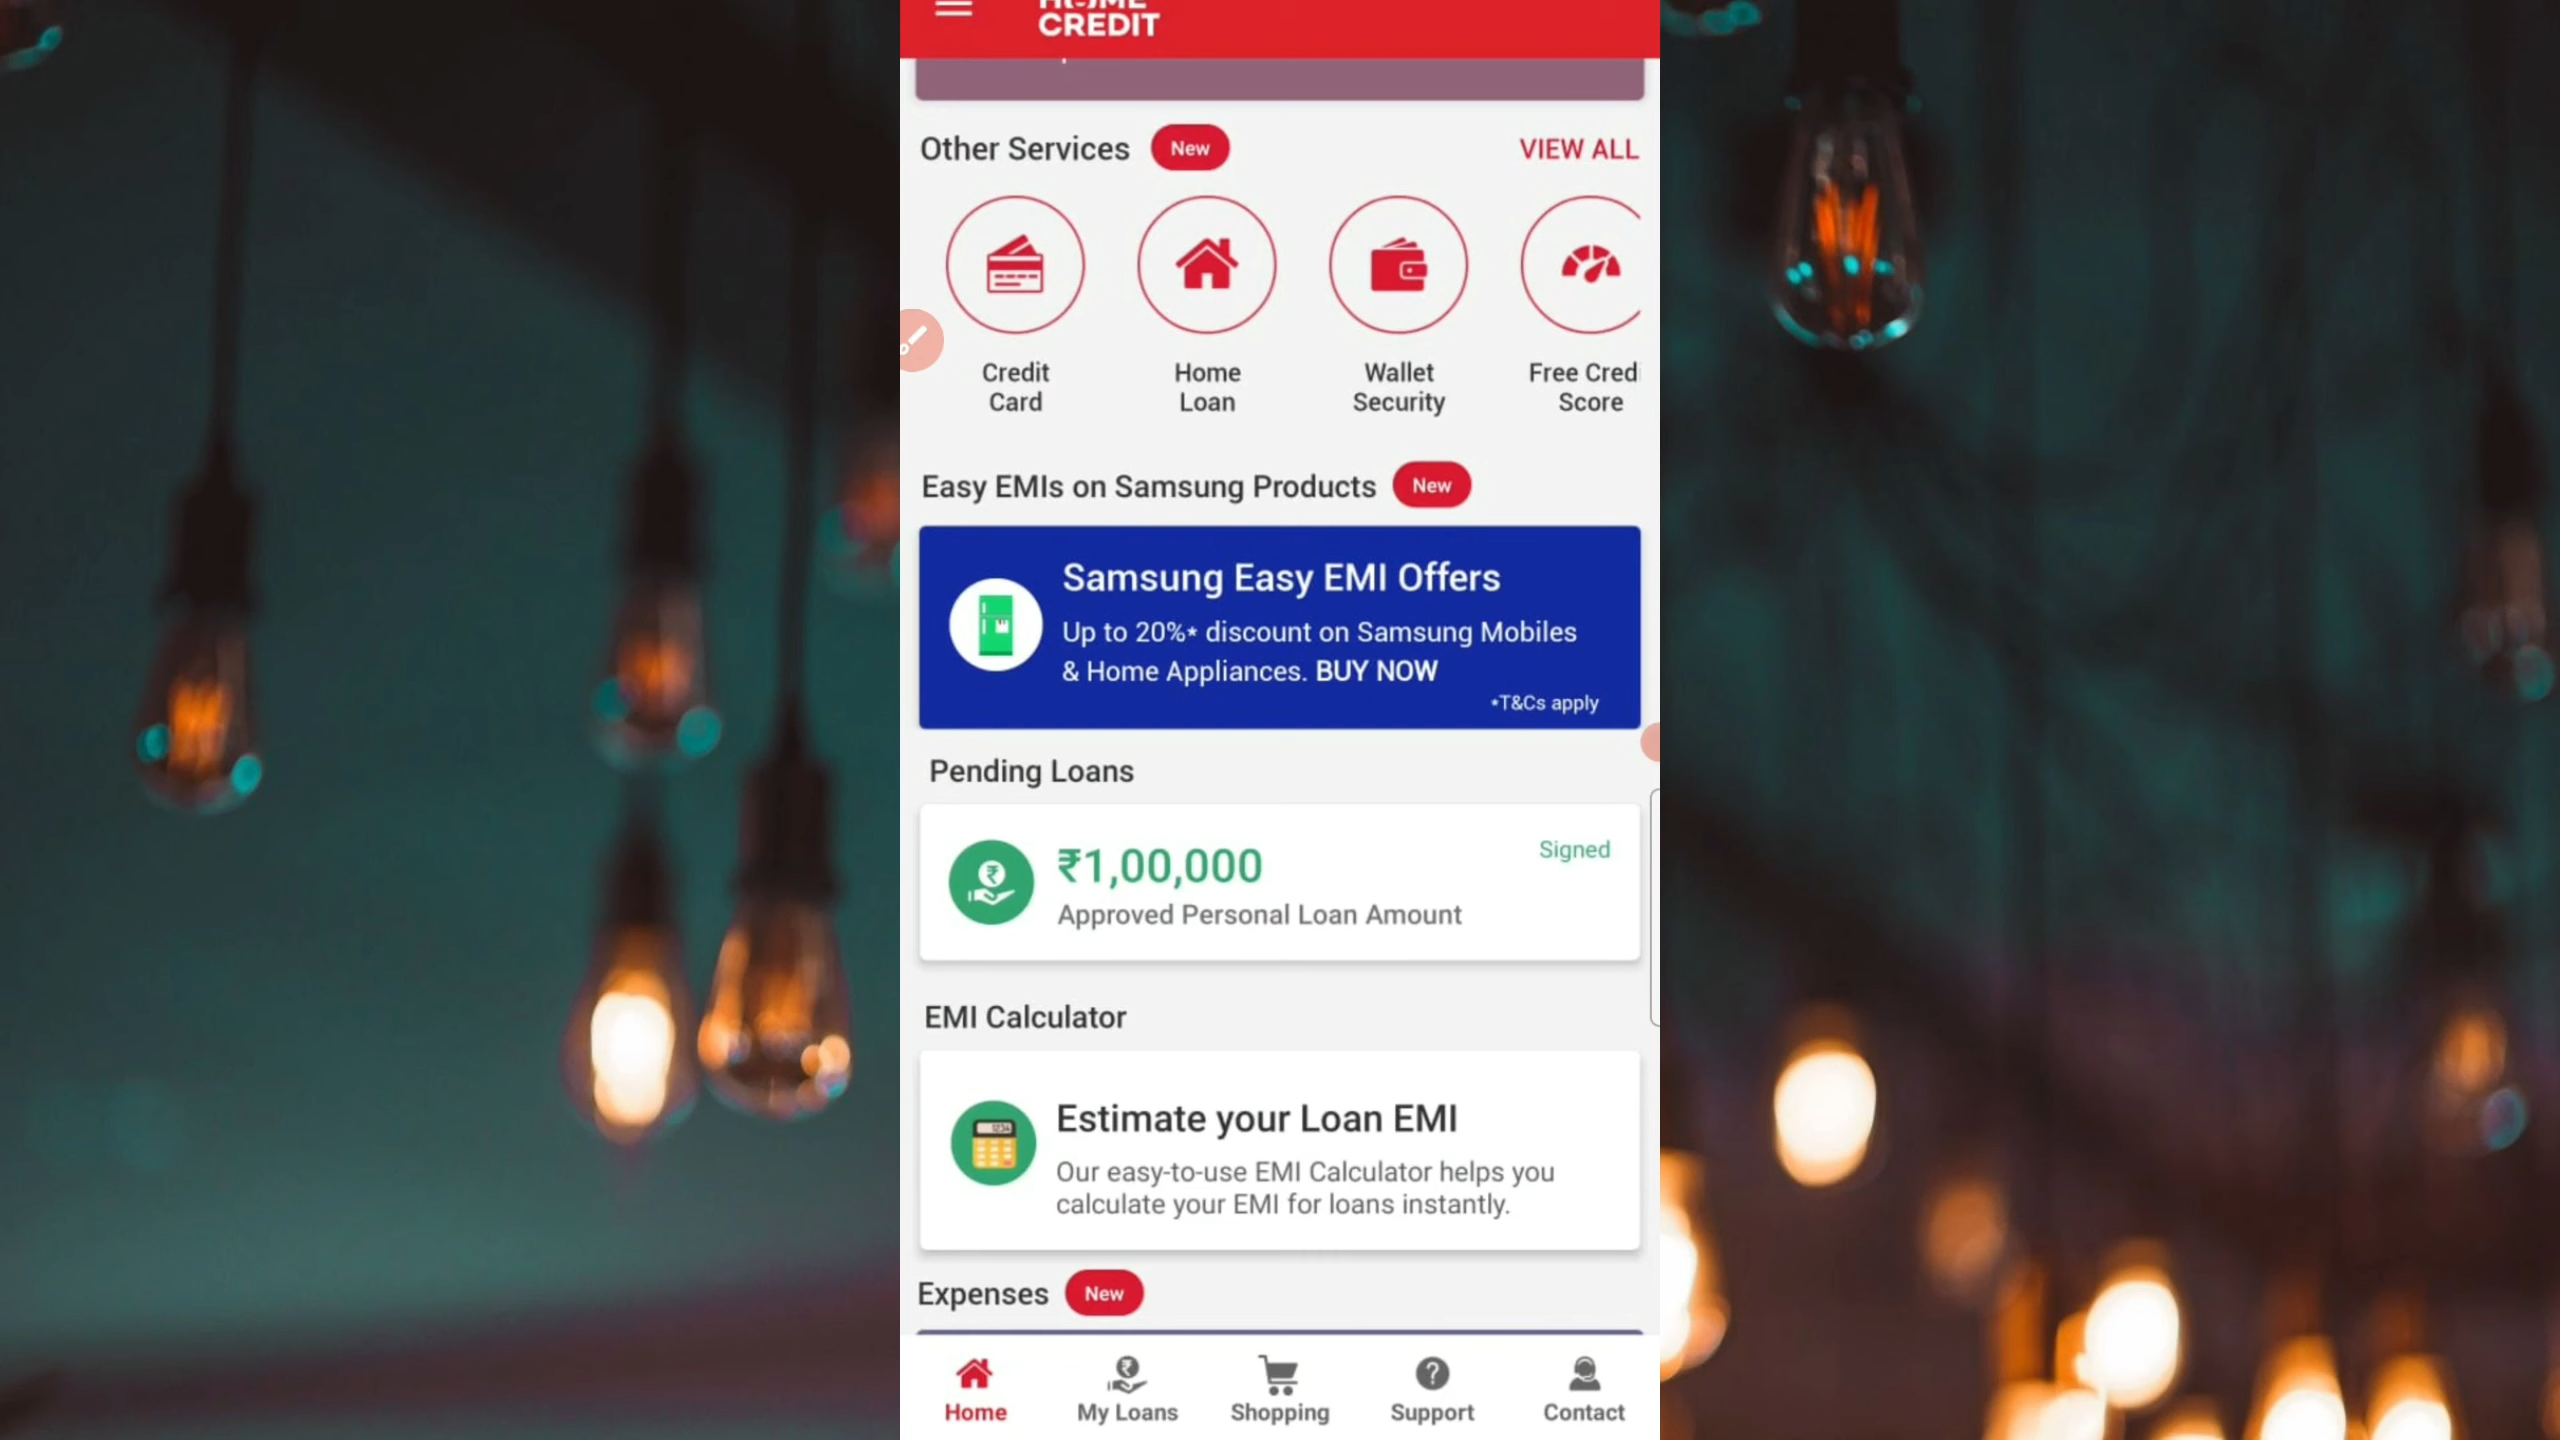 HOME
CREDIT
Other Services New VIEW ALL
Credit
Card
Home
Loan
Wallet
Security
Free Credi
Score
Easy EMIs on Samsung Products New
Samsung Easy EMI Offers
Up to 20%* discount on Samsung Mobiles
& Home Appliances. BUY NOW
*T&Cs apply
Pending Loans
₹1,00,000
Signed
Approved Personal Loan Amount
EMI Calculator
1234
Estimate your Loan EMI
Our easy-to-use EMI Calculator helps you
calculate your EMI for loans instantly.
Expenses New
Home
My Loans
Shopping
Support
Contact